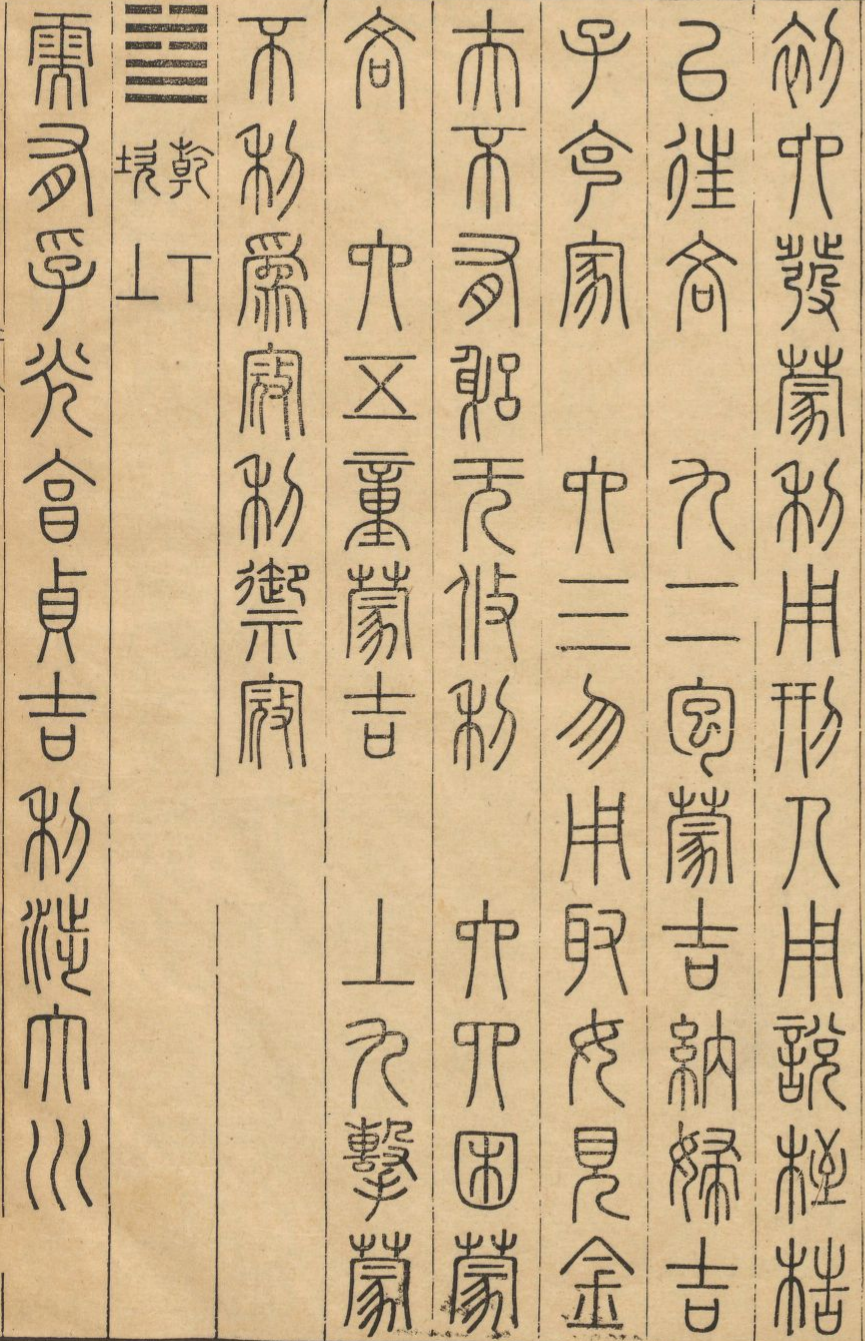 初六發蒙利用刑人用說桎梏
以往吝　九二包蒙吉納婦吉
子克家　六三勿用取女見金
夫不有躬无攸利　六四困蒙
吝　六五童蒙吉　上九擊蒙
不利為寇利禦寇
䷄乾下坎上
需有孚光亨貞吉利涉大川